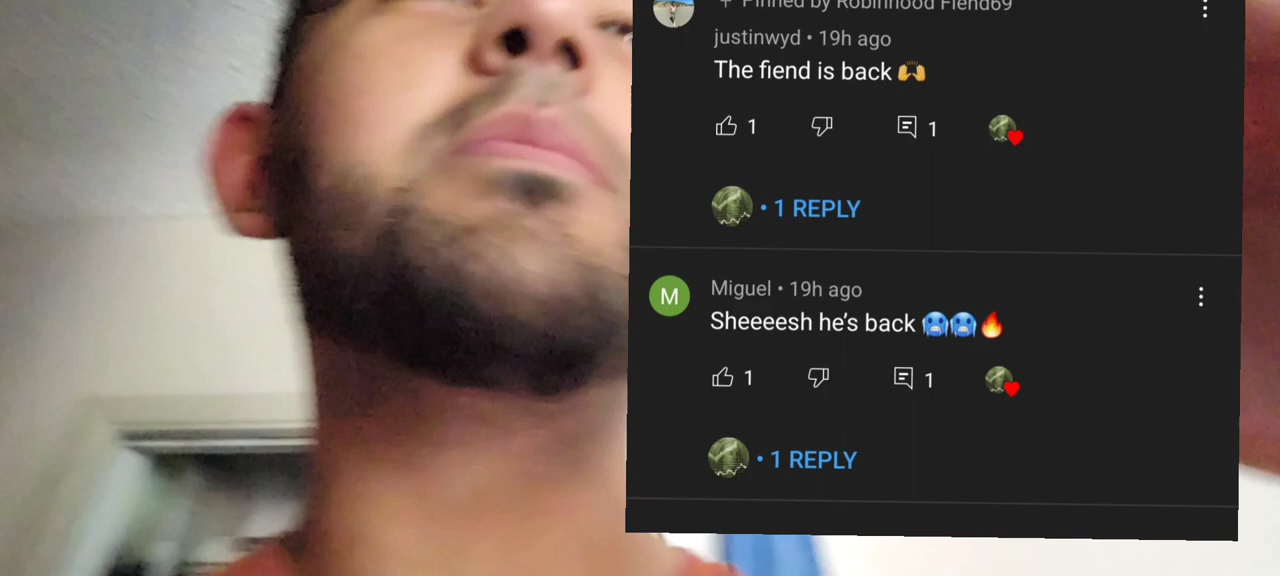 Pinned by Robinhood Fiend69
justinwyd • 19h ago
The fiend is back 🙌
1
1
• 1 REPLY
M
Miguel • 19h ago
Sheeeesh he's back 🥶🥶🔥
1
1
• 1 REPLY